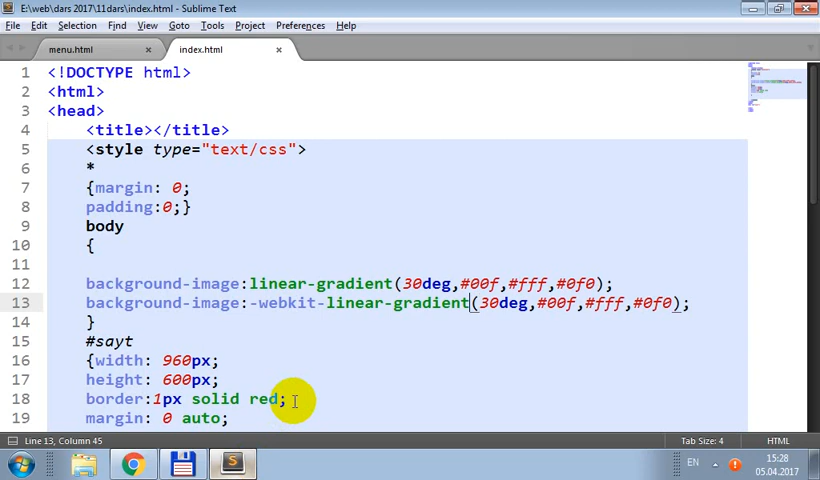 E:\web\dars 2017\11dars\index.html - Sublime Text
File Edit Selection Find View Goto Tools Project Preferences Help
menu.html × index.html ×
1 <!DOCTYPE html>
2 <html>
3 <head>
4 <title></title>
5 <style type="text/css">
6 *
7 {margin: 0;
8 padding:0;}
9 body
10 {
11
12 background-image:linear-gradient(30deg,#00f,#fff,#0f0);
13 background-image:-webkit-linear-gradient(30deg,#00f,#fff,#0f0);
14 }
15 #sayt
16 {width: 960px;
17 height: 600px;
18 border:1px solid red;
19 margin: 0 auto;
Line 13, Column 45 Tab Size: 4 HTML
EN 15:28
05.04.2017